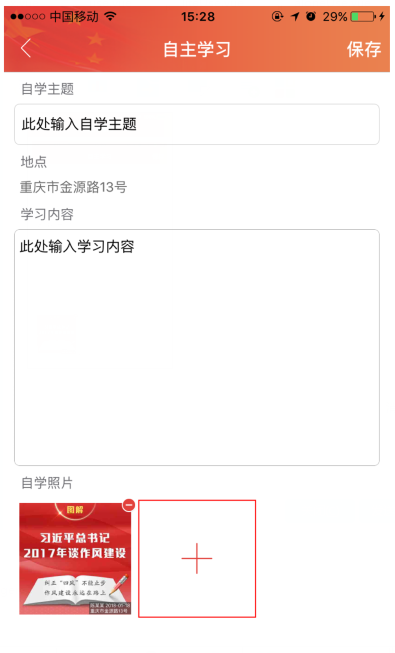 中国移动 15:28 29%
自主学习 保存
自学主题
此处输入自学主题
地点
重庆市金源路13号
学习内容
此处输入学习内容
自学照片
图解
习近平总书记
2017年谈作风建设
纠正“四风”不能止步
作风建设永远在路上